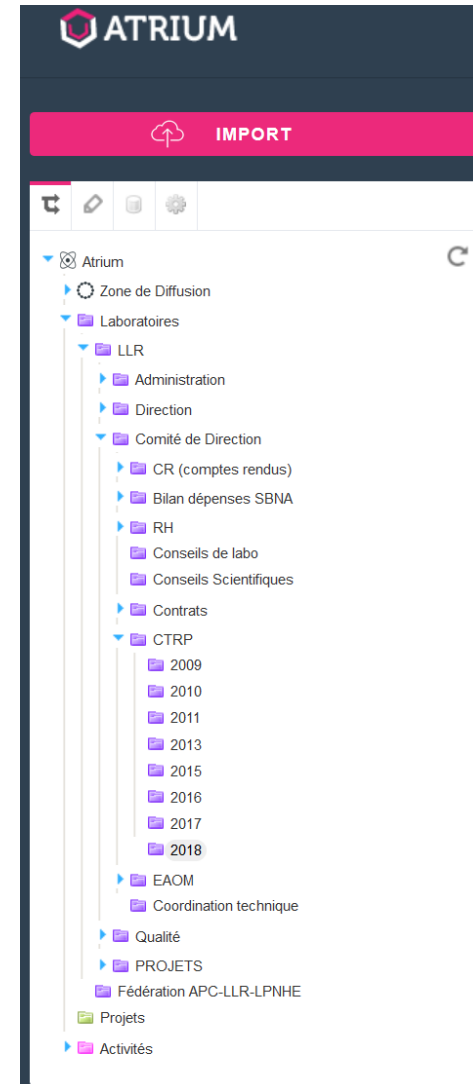 ATRIUM
IMPORT
Atrium
Zone de Diffusion
Laboratoires
LLR
Administration
Direction
Comité de Direction
CR (comptes rendus)
Bilan dépenses SBNA
RH
Conseils de labo
Conseils Scientifiques
Contrats
CTRP
2009
2010
2011
2013
2015
2016
2017
2018
EAOM
Coordination technique
Qualité
PROJETS
Fédération APC-LLR-LPNHE
Projets
Activités